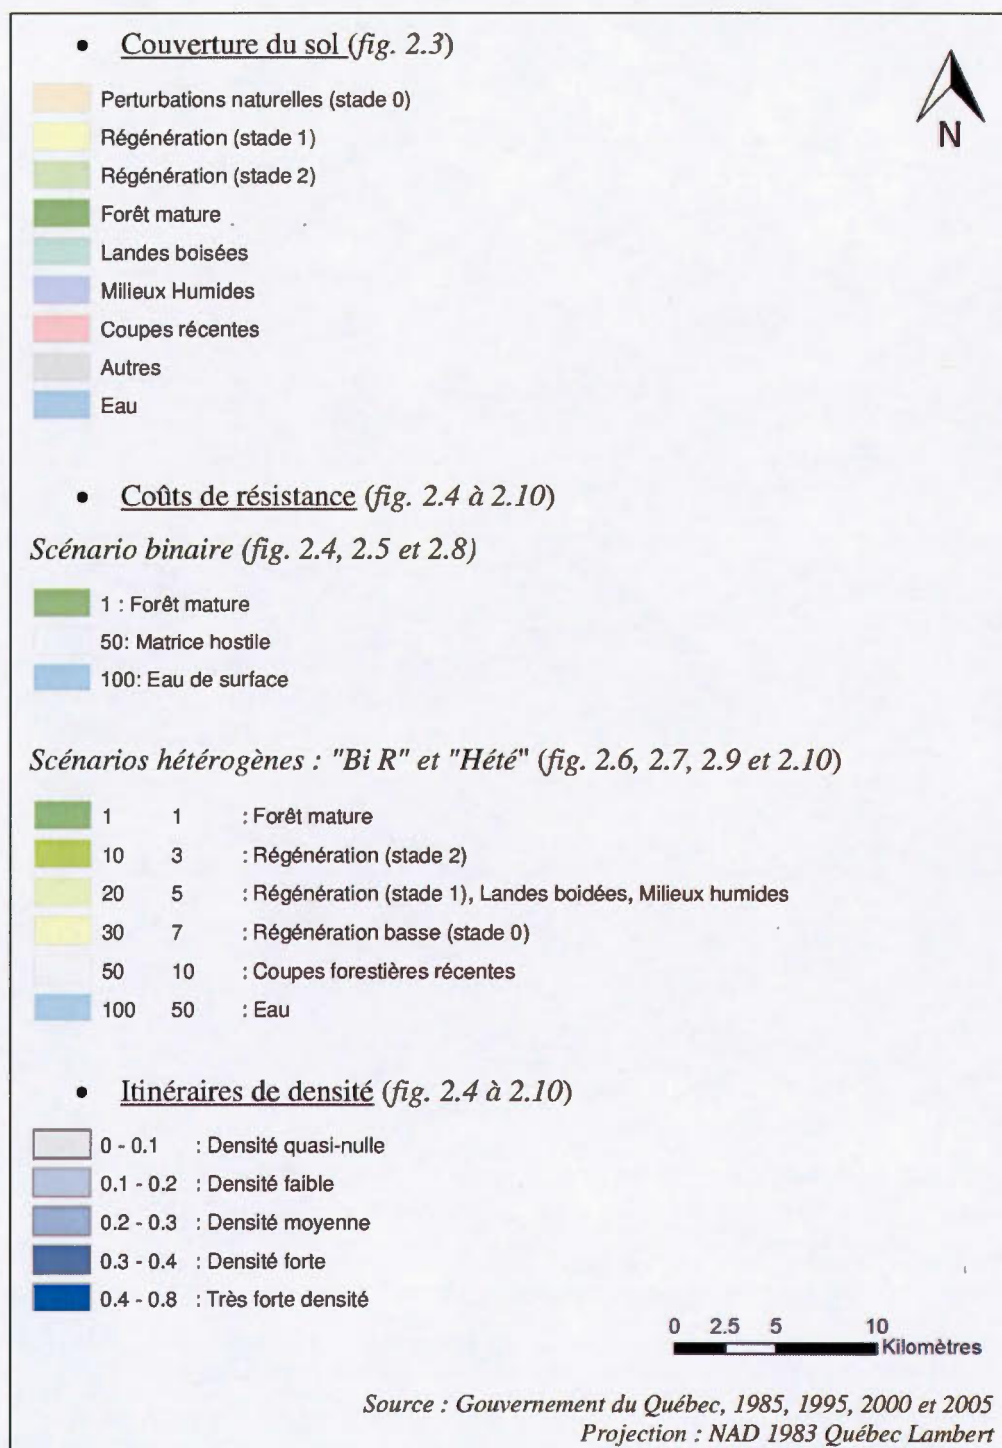 • Couverture du sol (fig. 2.3)
N
Perturbations naturelles (stade 0)
Régénération (stade 1)
Régénération (stade 2)
Forêt mature
Landes boisées
Milieux Humides
Coupes récentes
Autres
Eau
• Coûts de résistance (fig. 2.4 à 2.10)
Scénario binaire (fig. 2.4, 2.5 et 2.8)
1 : Forêt mature
50: Matrice hostile
100: Eau de surface
Scénarios hétérogènes : "Bi R" et "Hété" (fig. 2.6, 2.7, 2.9 et 2.10)
1 1 : Forêt mature
10 3 : Régénération (stade 2)
20 5 : Régénération (stade 1), Landes boidées, Milieux humides
30 7 : Régénération basse (stade 0)
50 10 : Coupes forestières récentes
100 50 : Eau
• Itinéraires de densité (fig. 2.4 à 2.10)
0 - 0.1 : Densité quasi-nulle
0.1 - 0.2 : Densité faible
0.2 - 0.3 : Densité moyenne
0.3 - 0.4 : Densité forte
0.4 - 0.8 : Très forte densité
0 2.5 5 10
Kilomètres
Source : Gouvernement du Québec, 1985, 1995, 2000 et 2005
Projection : NAD 1983 Québec Lambert